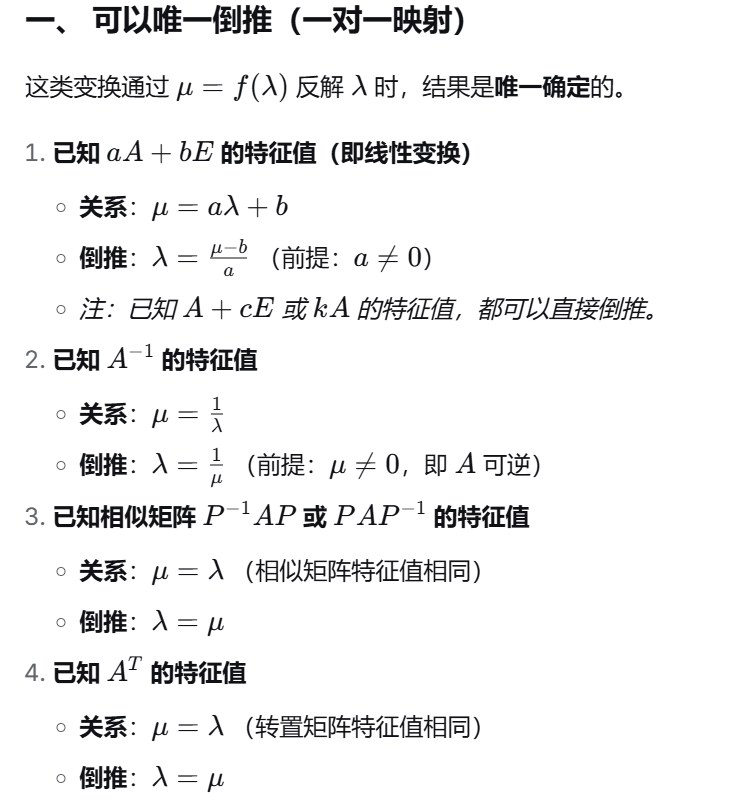 一、 可以唯一倒推（一对一映射）
这类变换通过 μ = f(λ) 反解 λ 时，结果是唯一确定的。
1. 已知 aA + bE 的特征值（即线性变换）
○ 关系：μ = aλ + b
○ 倒推：λ = \frac{μ−b}{a} （前提：a ≠ 0）
○ 注：已知 A + cE 或 kA 的特征值，都可以直接倒推。
2. 已知 A^{−1} 的特征值
○ 关系：μ = \frac{1}{λ}
○ 倒推：λ = \frac{1}{μ} （前提：μ ≠ 0，即 A 可逆）
3. 已知相似矩阵 P^{−1}AP 或 PAP^{−1} 的特征值
○ 关系：μ = λ （相似矩阵特征值相同）
○ 倒推：λ = μ
4. 已知 A^T 的特征值
○ 关系：μ = λ （转置矩阵特征值相同）
○ 倒推：λ = μ